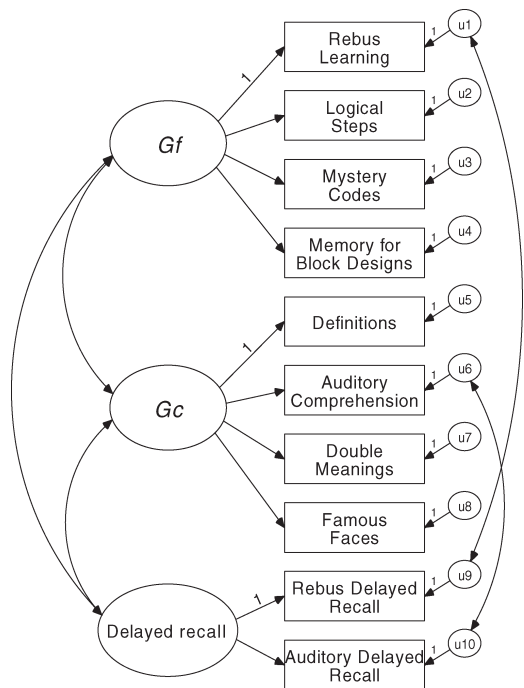 u1
1
Rebus
Learning
1
u2
1
Logical
Steps
Gf
u3
1
Mystery
Codes
u4
1
Memory for
Block Designs
u5
1
Definitions
1
u6
1
Auditory
Comprehension
Gc
u7
1
Double
Meanings
u8
1
Famous
Faces
u9
1
Rebus Delayed
Recall
1
Delayed recall
u10
1
Auditory Delayed
Recall